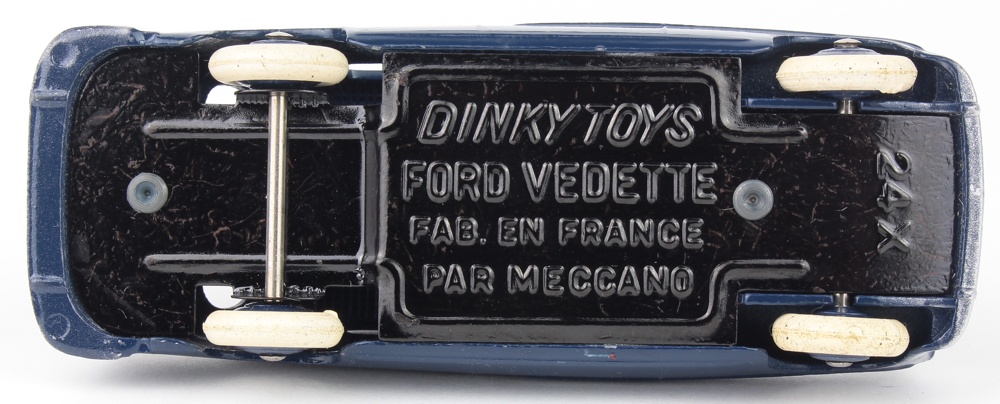 DINKY TOYS
FORD VEDETTE
FAB. EN FRANCE
PAR MECCANO
24X